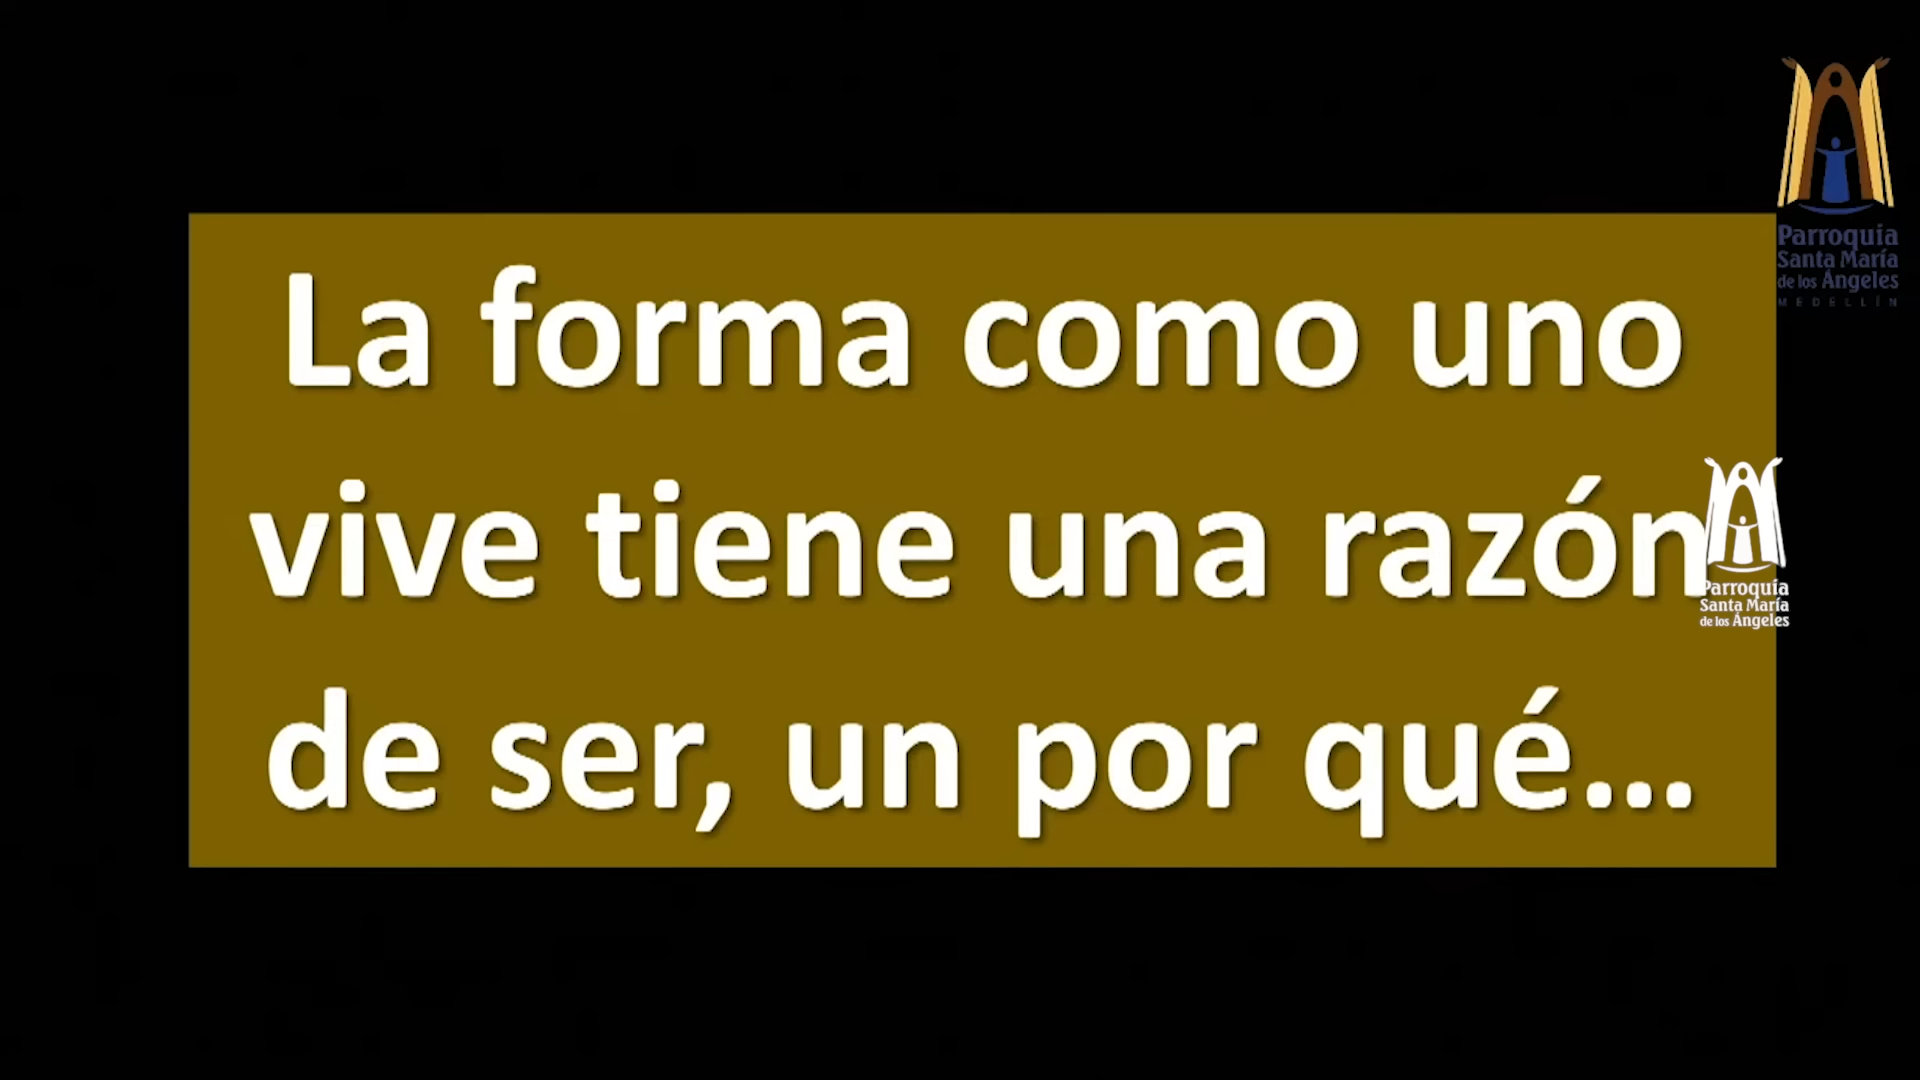 La forma como uno
vive tiene una razón
de ser, un por qué...
Parroquia
Santa María
de los Ángeles
MEDELLÍN
Parroquia
Santa María
de los Ángeles